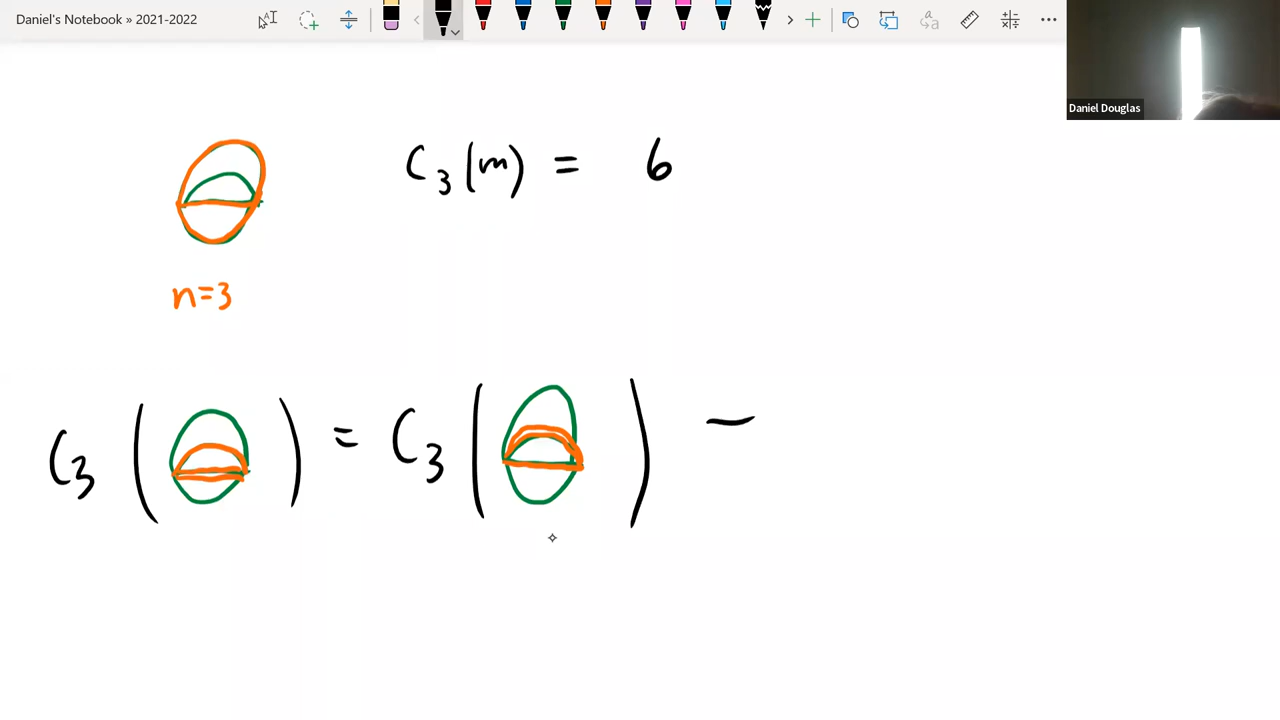 Daniel's Notebook » 2021-2022
Daniel Douglas
C₃(m) = 6
n=3
C₃ ( ) = C₃ ( ) −